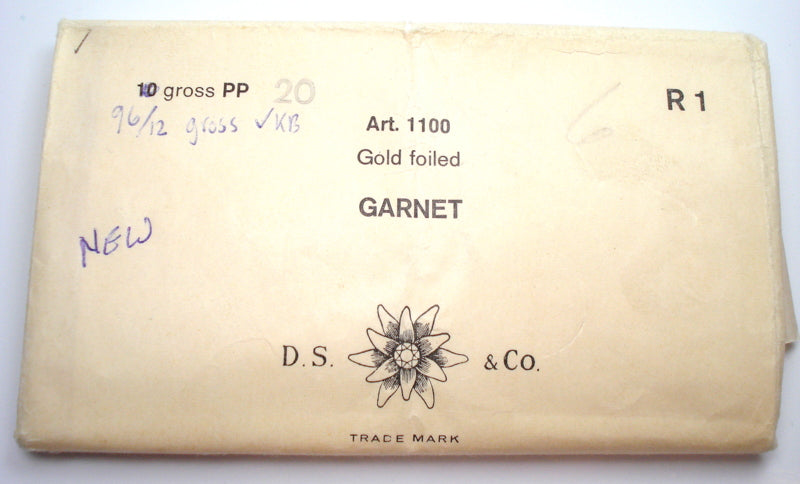 10 gross PP 20
R 1
96/12 gross ✓KB
Art. 1100
Gold foiled
GARNET
NEW
D.S. & Co.
TRADE MARK